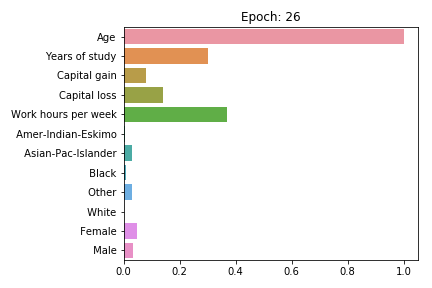 Epoch: 26
Age
Years of study
Capital gain
Capital loss
Work hours per week
Amer-Indian-Eskimo
Asian-Pac-Islander
Black
Other
White
Female
Male
0.0 0.2 0.4 0.6 0.8 1.0